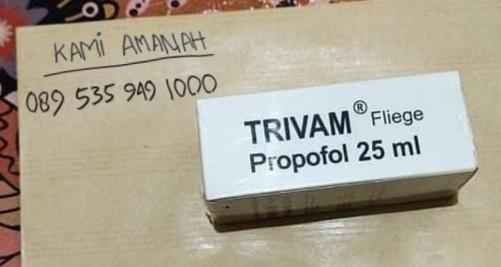 KAMI AMANAH
089 535 949 1000
TRIVAM® Fliege
Propofol 25 ml